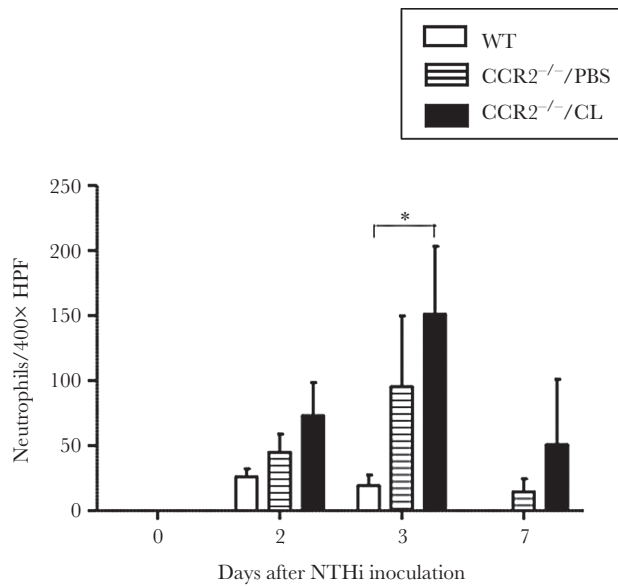 WT
CCR2⁻/⁻/PBS
CCR2⁻/⁻/CL
250
200
150
100
50
0
Neutrophils/400× HPF
*
0 2 3 7
Days after NTHi inoculation